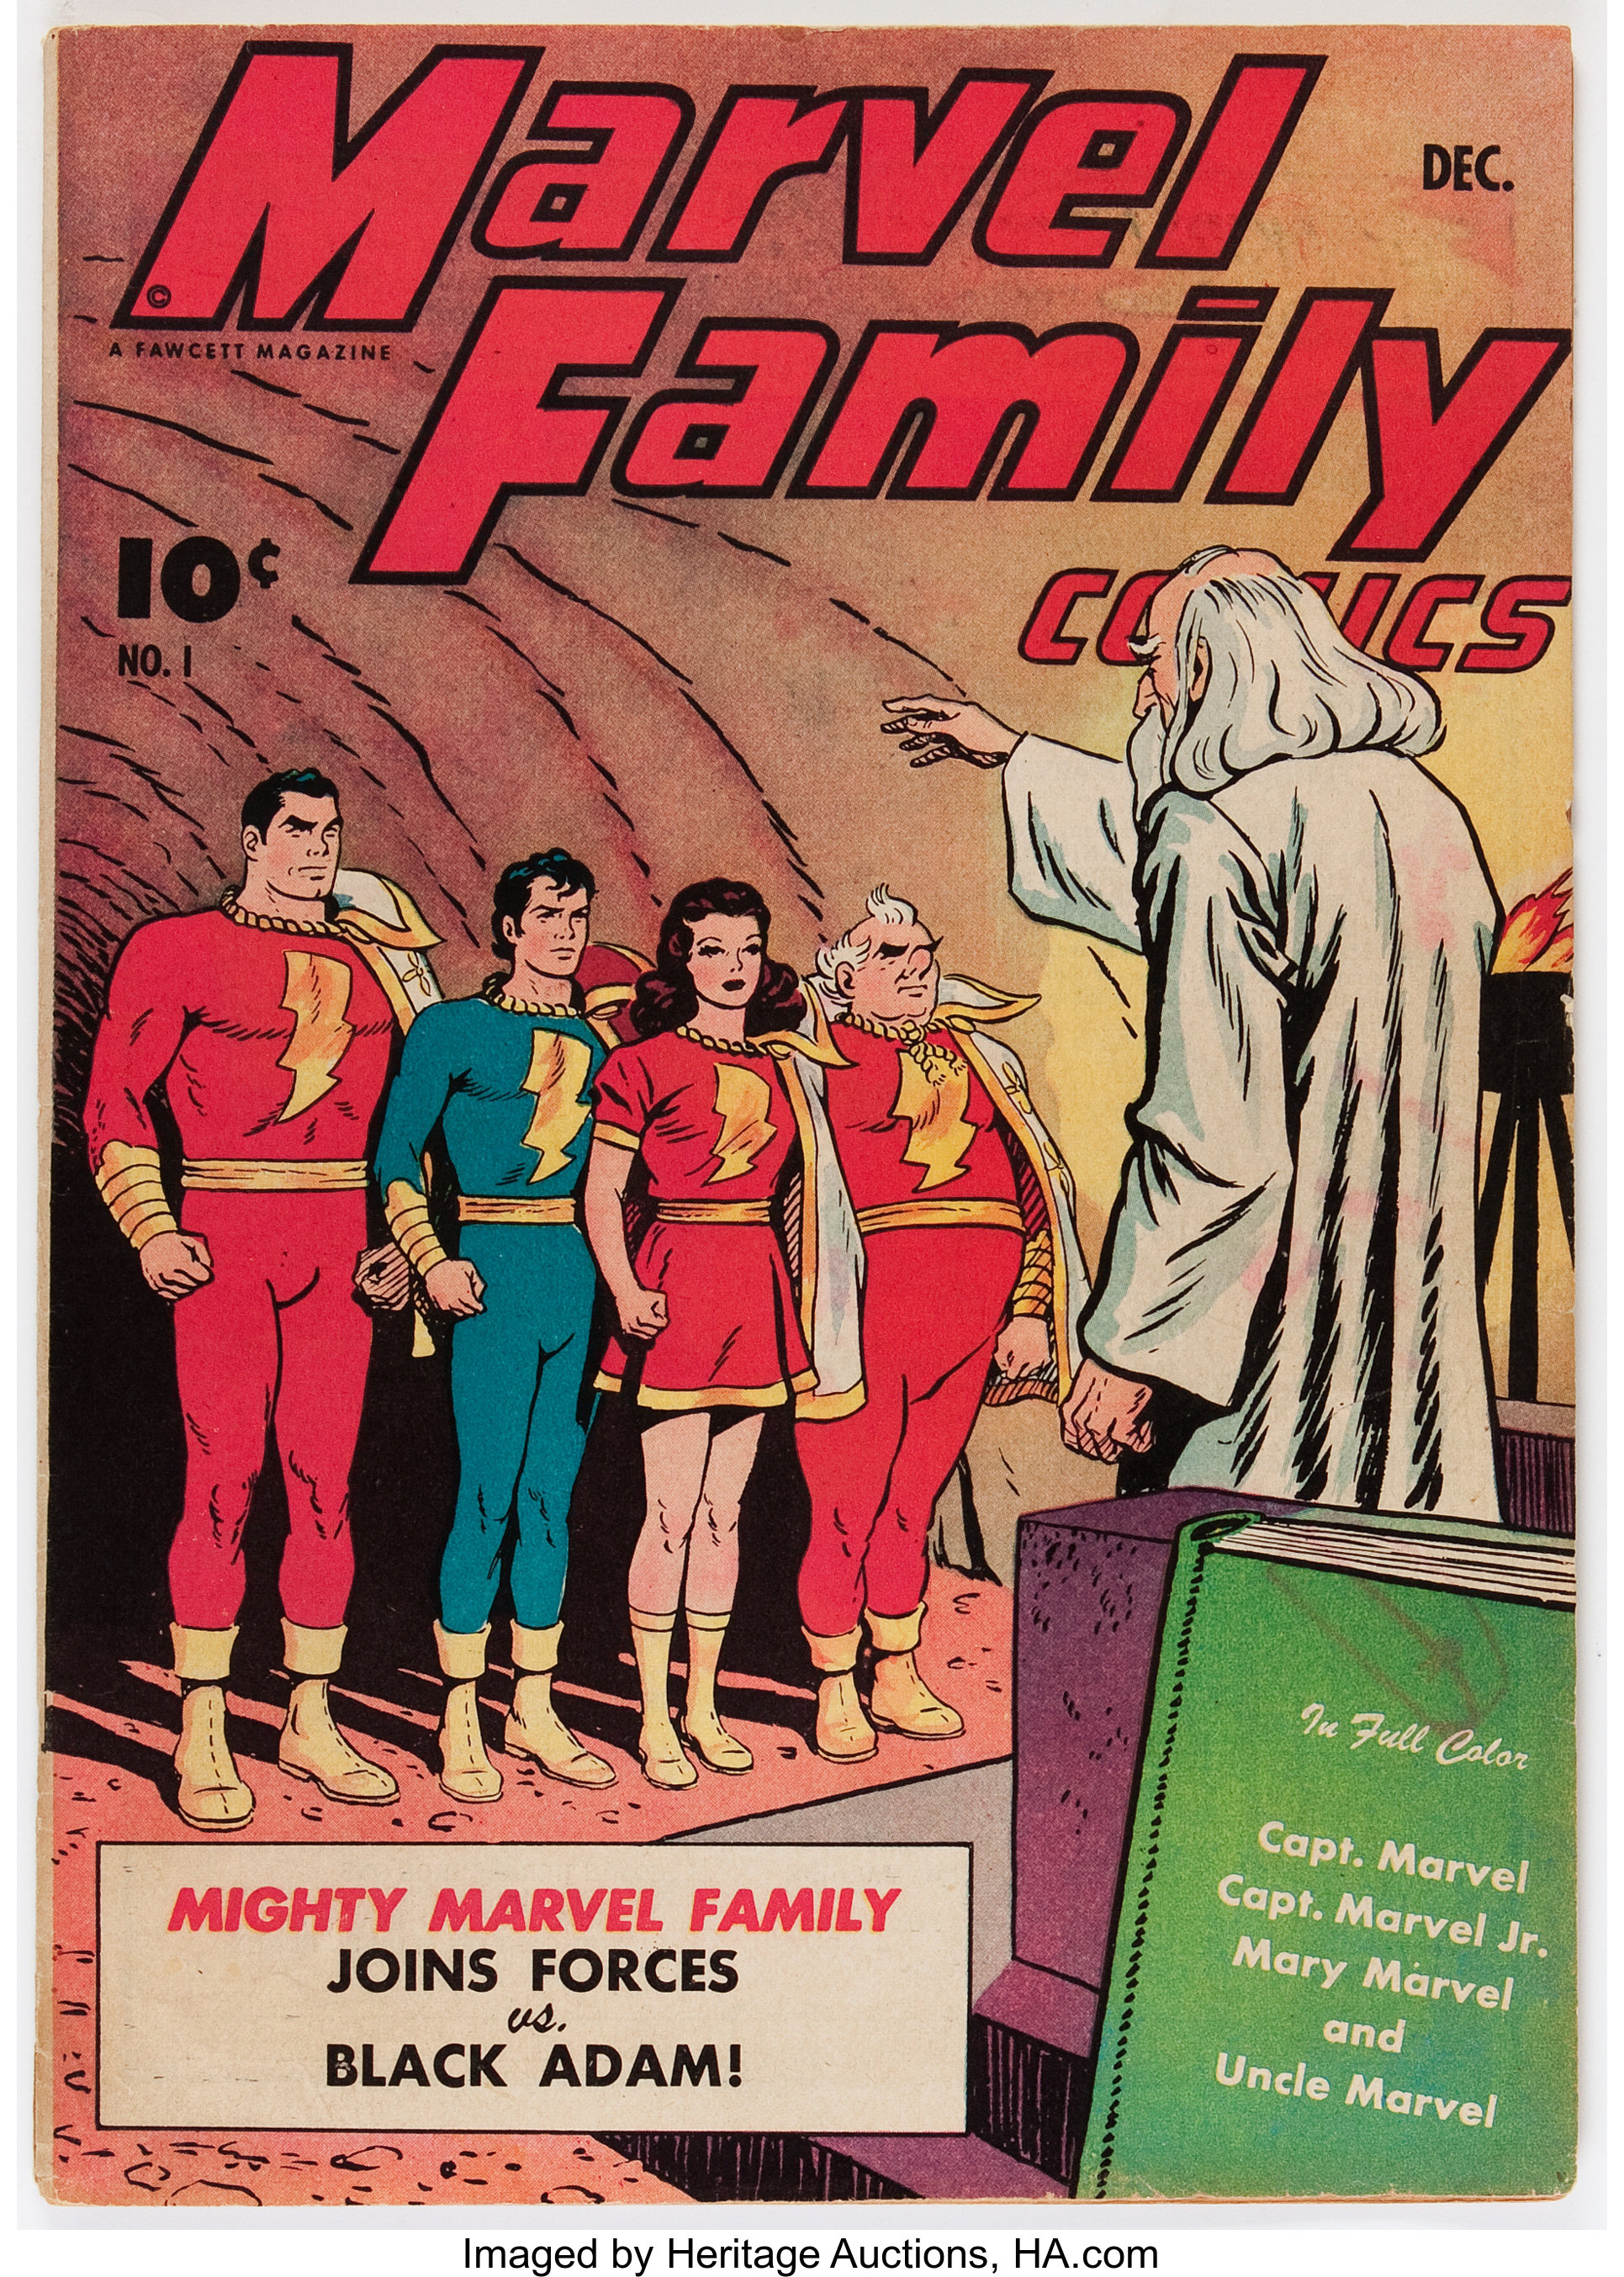 Marvel
DEC.
©
Family
A FAWCETT MAGAZINE
10¢
COMICS
NO. 1
In Full Color
Capt. Marvel
Capt. Marvel Jr.
Mary Marvel
and
Uncle Marvel
MIGHTY MARVEL FAMILY
JOINS FORCES
vs.
BLACK ADAM!
Imaged by Heritage Auctions, HA.com